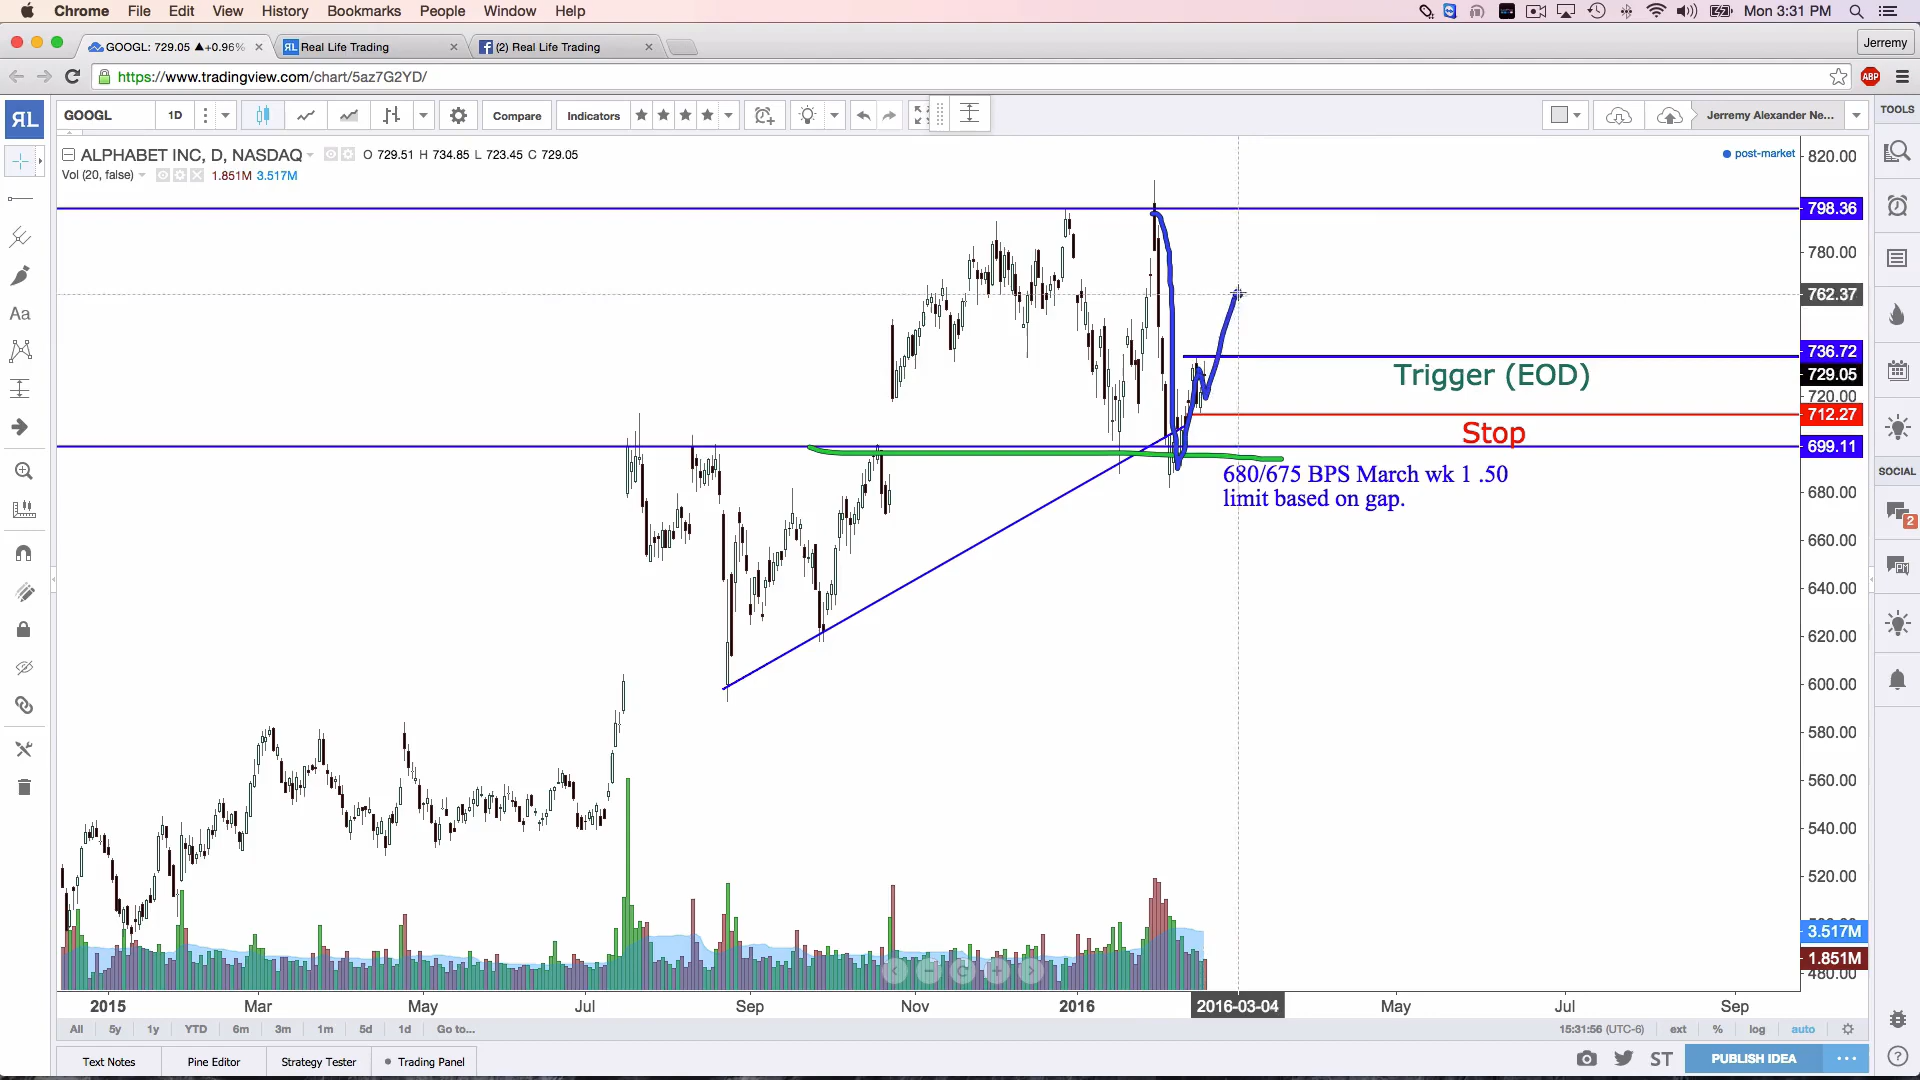 Chrome File Edit View History Bookmarks People Window Help Mon 3:31 PM
GOOGL: 729.05 ▲+0.96% Real Life Trading (2) Real Life Trading Jerremy
https://www.tradingview.com/chart/5az7G2YD/ ABP
ЯL GOOGL 1D Compare Indicators Jerremy Alexander Ne... TOOLS
ALPHABET INC, D, NASDAQ O 729.51 H 734.85 L 723.45 C 729.05 post-market 820.00
Vol (20, false) 1.851M 3.517M
798.36
780.00
762.37
736.72
Trigger (EOD) 729.05
720.00
712.27
Stop
699.11
SOCIAL
680/675 BPS March wk 1 .50
limit based on gap.
680.00
2
660.00
640.00
620.00
600.00
580.00
560.00
540.00
520.00
3.517M
1.851M
480.00
2015 Mar May Jul Sep Nov 2016 2016-03-04 May Jul Sep
All 5y 1y YTD 6m 3m 1m 5d 1d Go to... 15:31:56 (UTC-6) ext % log auto
Text Notes Pine Editor Strategy Tester Trading Panel ST PUBLISH IDEA ...